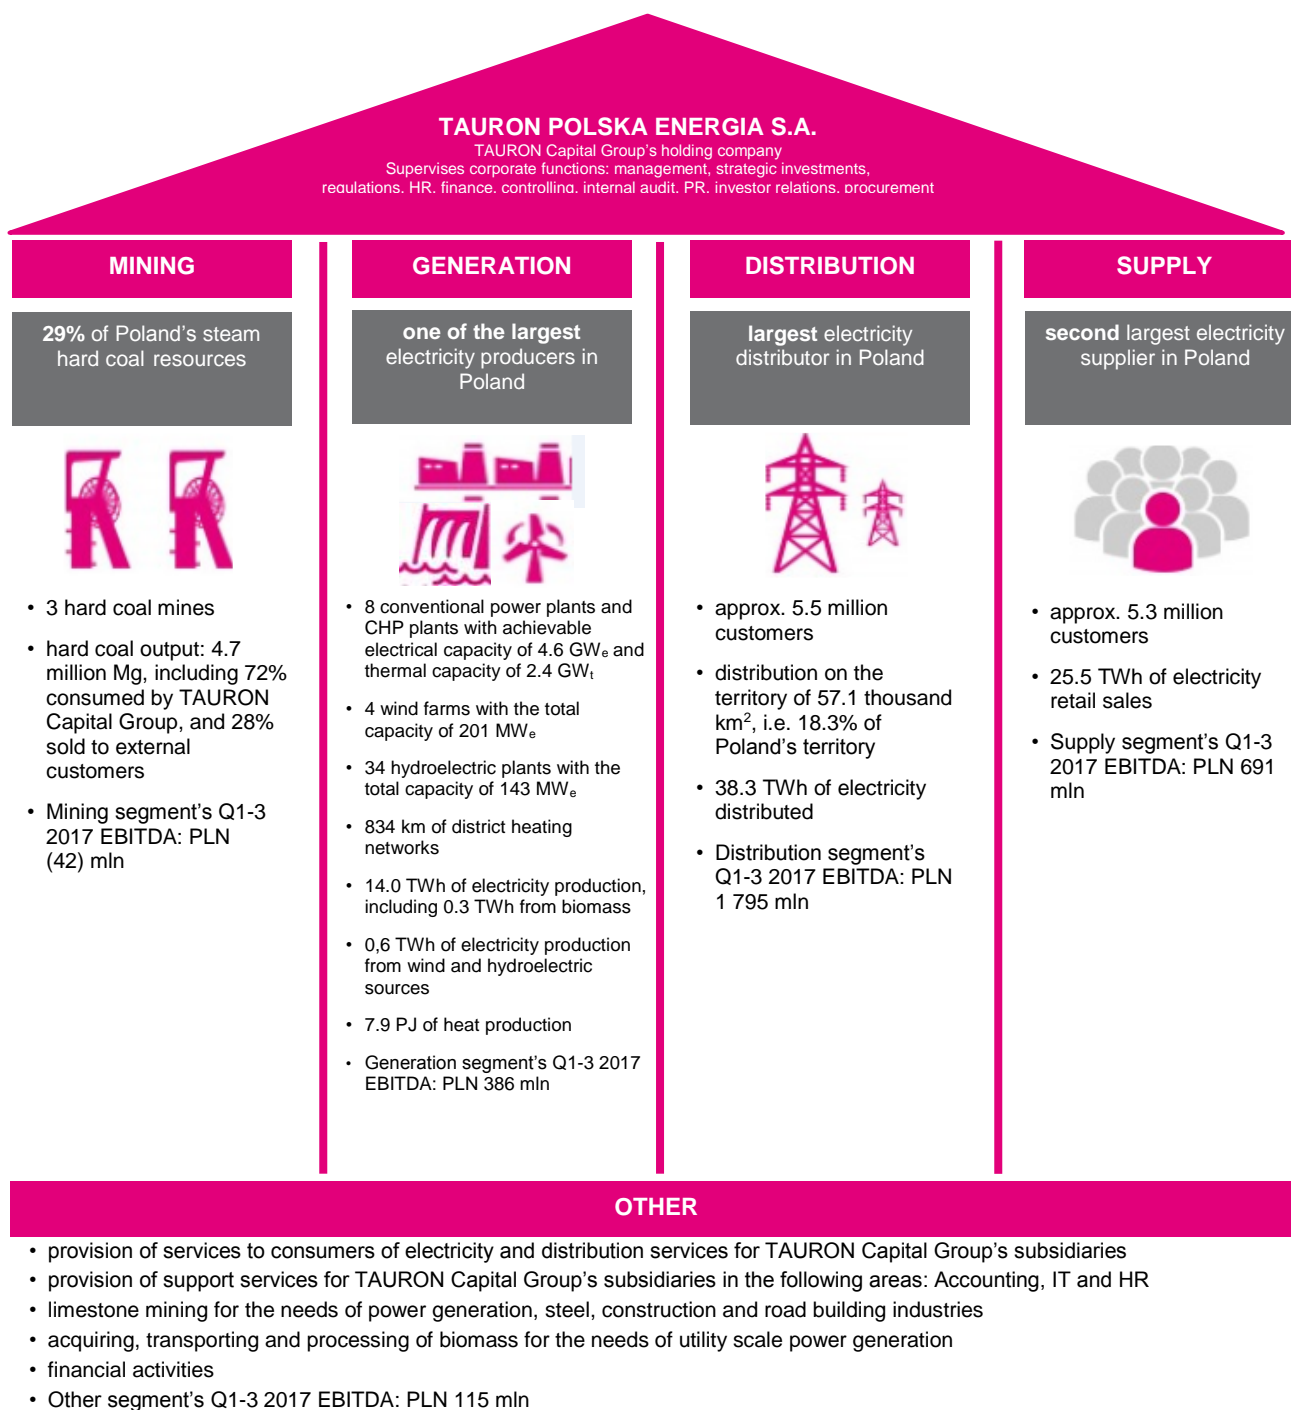 TAURON POLSKA ENERGIA S.A.
TAURON Capital Group's holding company
Supervises corporate functions: management, strategic investments,
regulations, HR, finance, controlling, internal audit, PR, investor relations, procurement
MINING
29% of Poland’s steam
hard coal resources
• 3 hard coal mines
• hard coal output: 4.7
million Mg, including 72%
consumed by TAURON
Capital Group, and 28%
sold to external
customers
• Mining segment’s Q1-3
2017 EBITDA: PLN
(42) mln
GENERATION
one of the largest
electricity producers in
Poland
• 8 conventional power plants and
CHP plants with achievable
electrical capacity of 4.6 GWe and
thermal capacity of 2.4 GWt
• 4 wind farms with the total
capacity of 201 MWe
• 34 hydroelectric plants with the
total capacity of 143 MWe
• 834 km of district heating
networks
• 14.0 TWh of electricity production,
including 0.3 TWh from biomass
• 0,6 TWh of electricity production
from wind and hydroelectric
sources
• 7.9 PJ of heat production
• Generation segment’s Q1-3 2017
EBITDA: PLN 386 mln
DISTRIBUTION
largest electricity
distributor in Poland
• approx. 5.5 million
customers
• distribution on the
territory of 57.1 thousand
km², i.e. 18.3% of
Poland’s territory
• 38.3 TWh of electricity
distributed
• Distribution segment’s
Q1-3 2017 EBITDA: PLN
1 795 mln
SUPPLY
second largest electricity
supplier in Poland
• approx. 5.3 million
customers
• 25.5 TWh of electricity
retail sales
• Supply segment’s Q1-3
2017 EBITDA: PLN 691
mln
OTHER
• provision of services to consumers of electricity and distribution services for TAURON Capital Group’s subsidiaries
• provision of support services for TAURON Capital Group’s subsidiaries in the following areas: Accounting, IT and HR
• limestone mining for the needs of power generation, steel, construction and road building industries
• acquiring, transporting and processing of biomass for the needs of utility scale power generation
• financial activities
• Other segment’s Q1-3 2017 EBITDA: PLN 115 mln